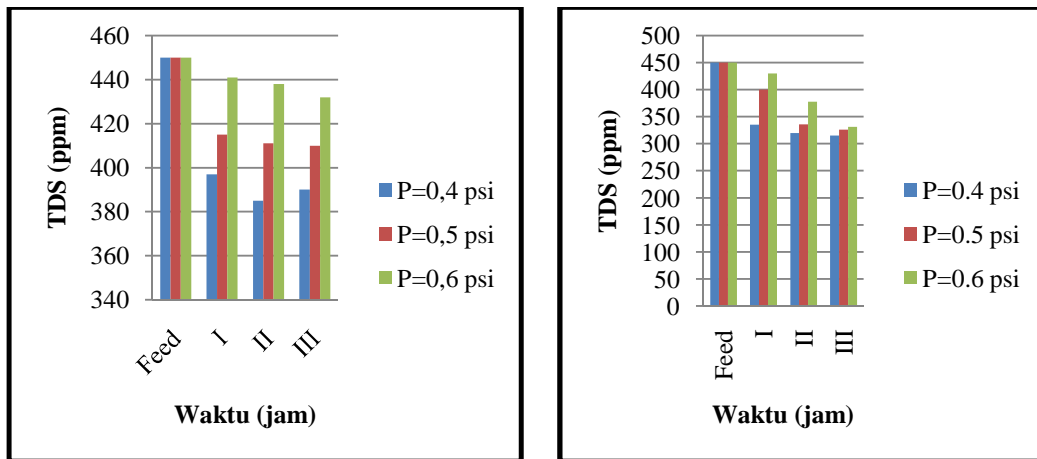 460
440
420
400
380
360
340
TDS (ppm)
Feed
I
II
III
Waktu (jam)
P=0,4 psi
P=0,5 psi
P=0,6 psi
500
450
400
350
300
250
200
150
100
50
0
TDS (ppm)
Feed
I
II
III
Waktu (jam)
P=0.4 psi
P=0.5 psi
P=0.6 psi